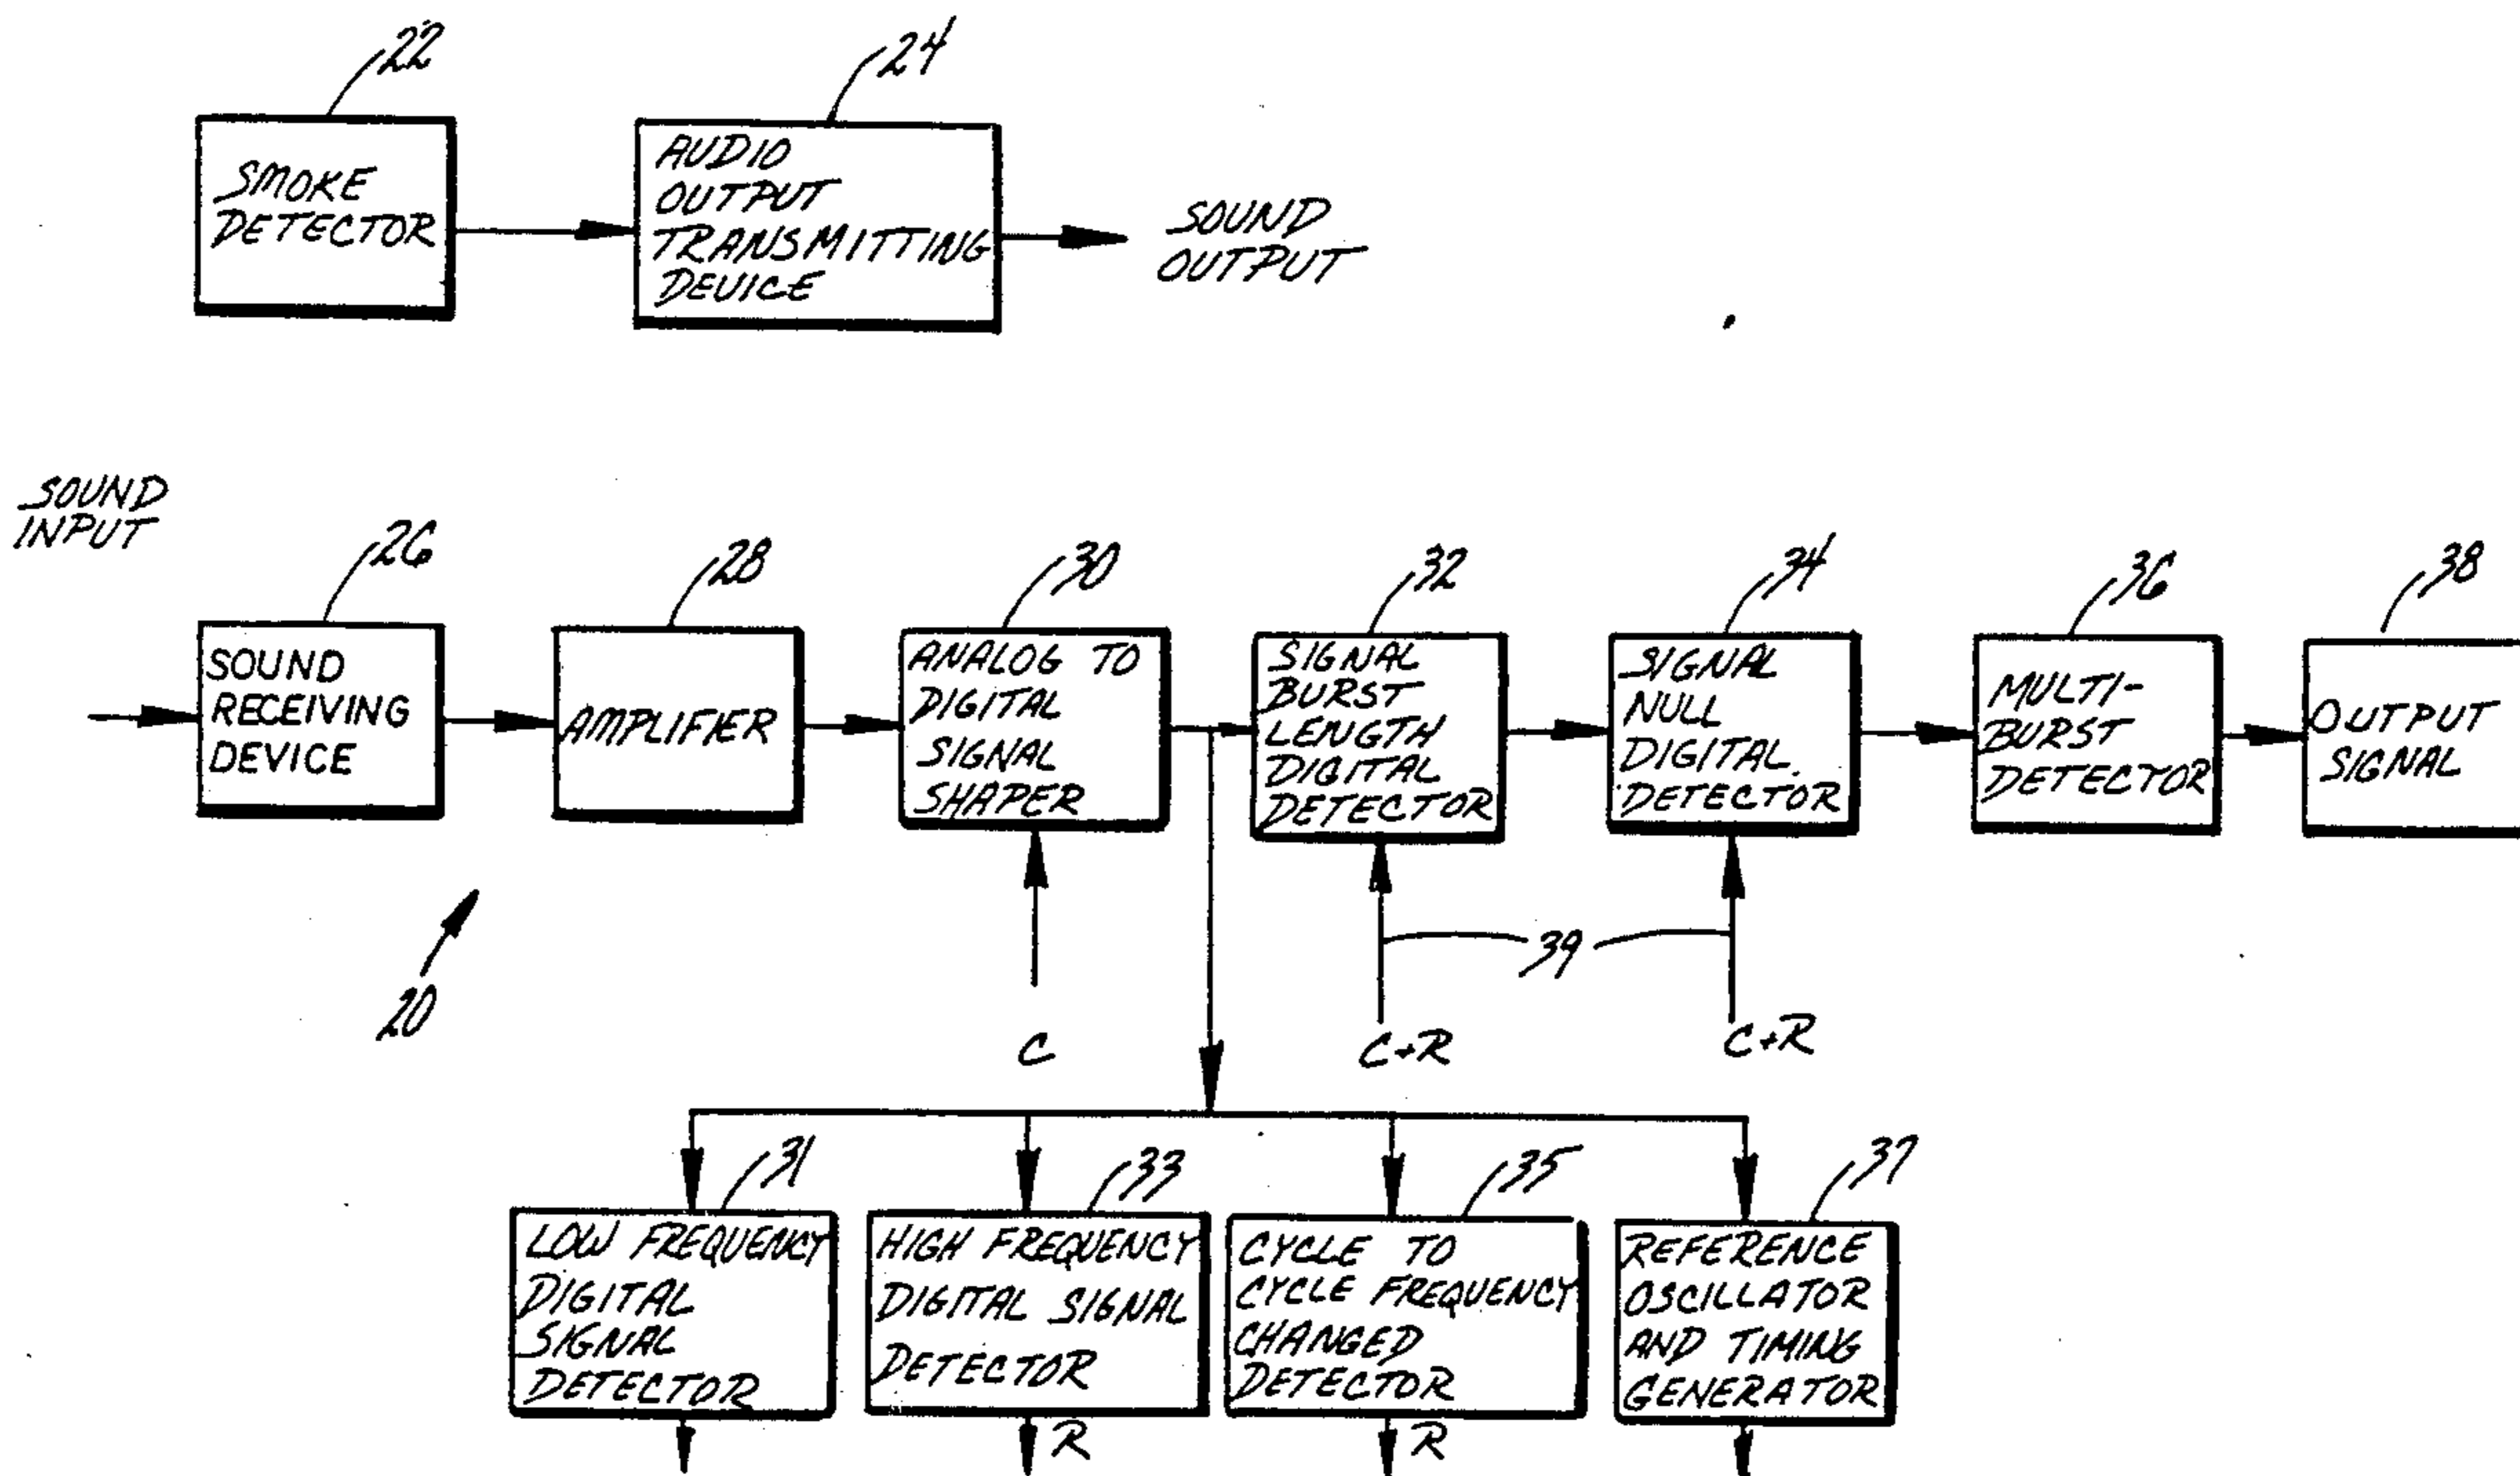 22
24
SMOKE
DETECTOR
AUDIO
OUTPUT
TRANSMITTING
DEVICE
SOUND
OUTPUT
SOUND
INPUT
26
28
30
32
34
36
38
SOUND
RECEIVING
DEVICE
AMPLIFIER
ANALOG TO
DIGITAL
SIGNAL
SHAPER
SIGNAL
BURST
LENGTH
DIGITAL
DETECTOR
SIGNAL
NULL
DIGITAL
DETECTOR
MULTI-
BURST
DETECTOR
OUTPUT
SIGNAL
20
39
C
C+R
C+R
31
33
35
37
LOW FREQUENCY
DIGITAL
SIGNAL
DETECTOR
HIGH FREQUENCY
DIGITAL SIGNAL
DETECTOR
CYCLE TO
CYCLE FREQUENCY
CHANGED
DETECTOR
REFERENCE
OSCILLATOR
AND TIMING
GENERATOR
R
R